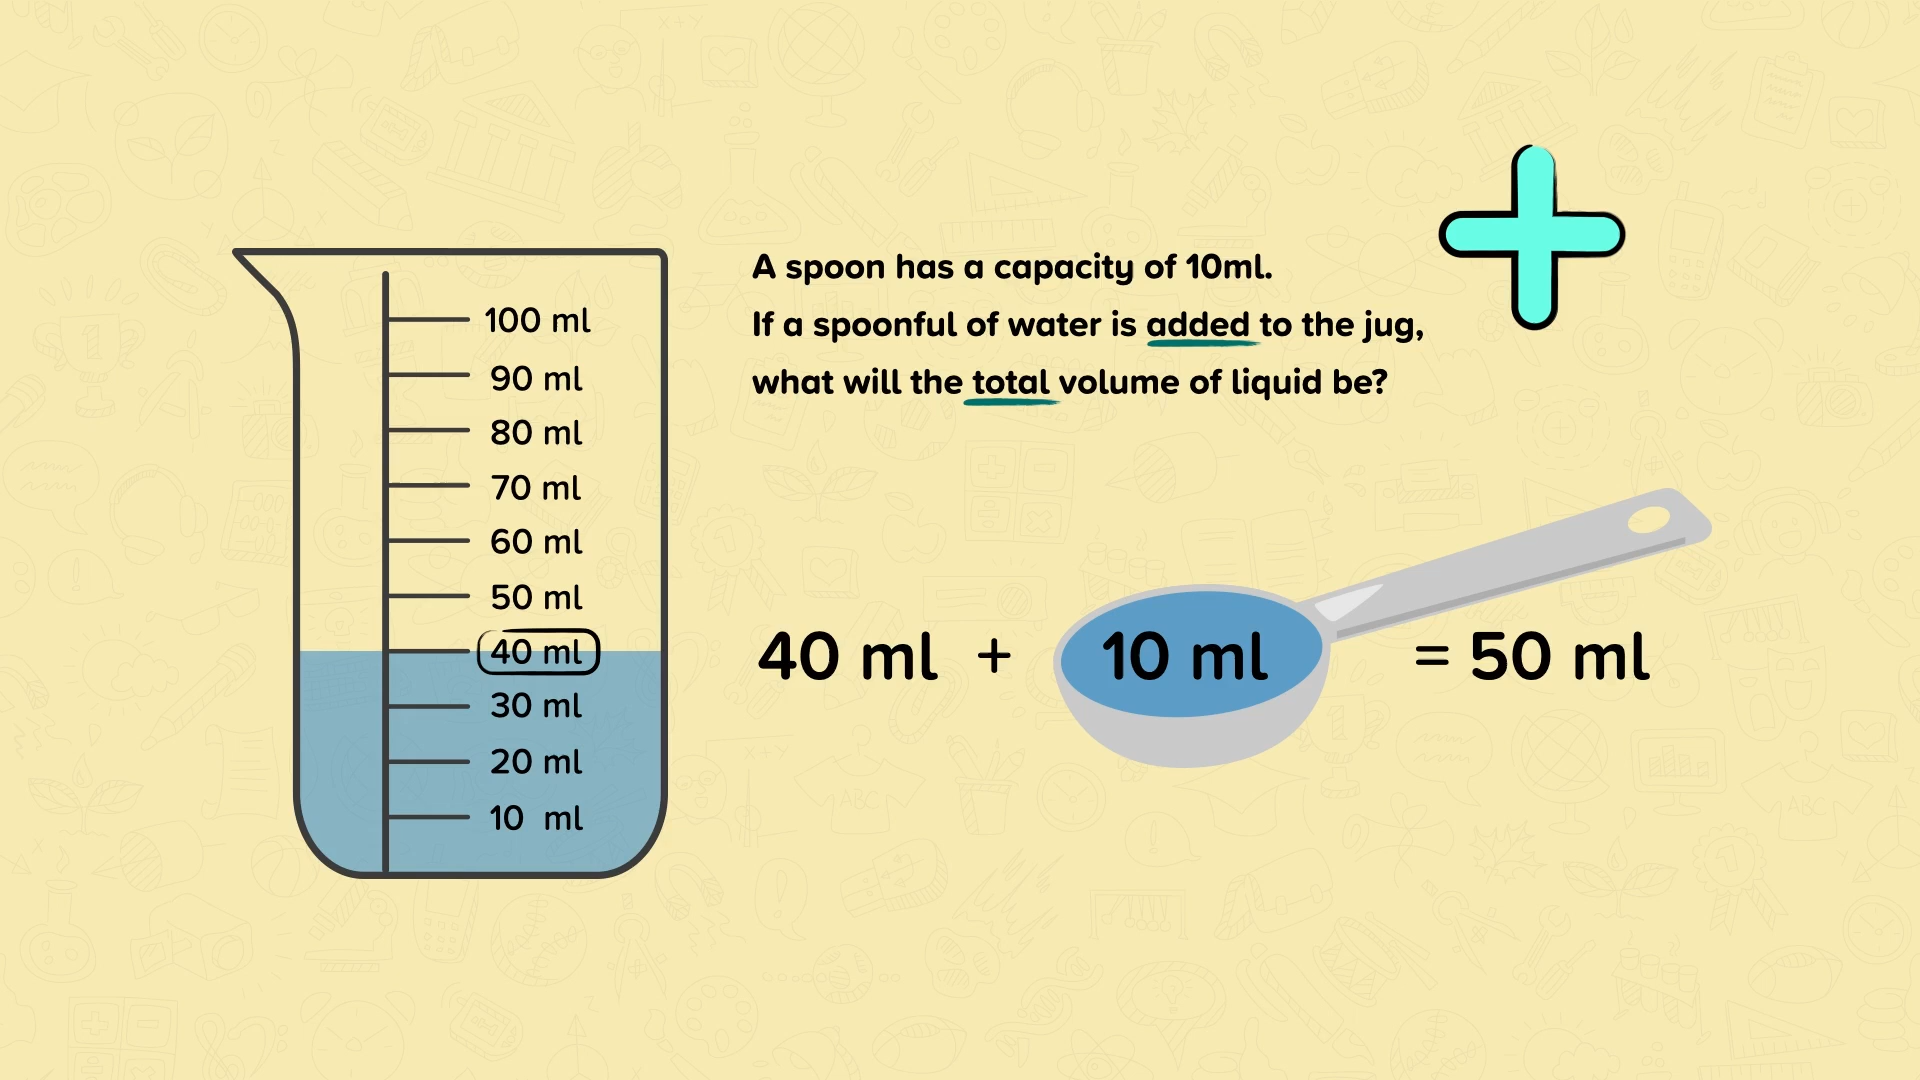 A spoon has a capacity of 10ml.
If a spoonful of water is added to the jug,
what will the total volume of liquid be?
100 ml
90 ml
80 ml
70 ml
60 ml
50 ml
40 ml
30 ml
20 ml
10 ml
40 ml + 10 ml = 50 ml